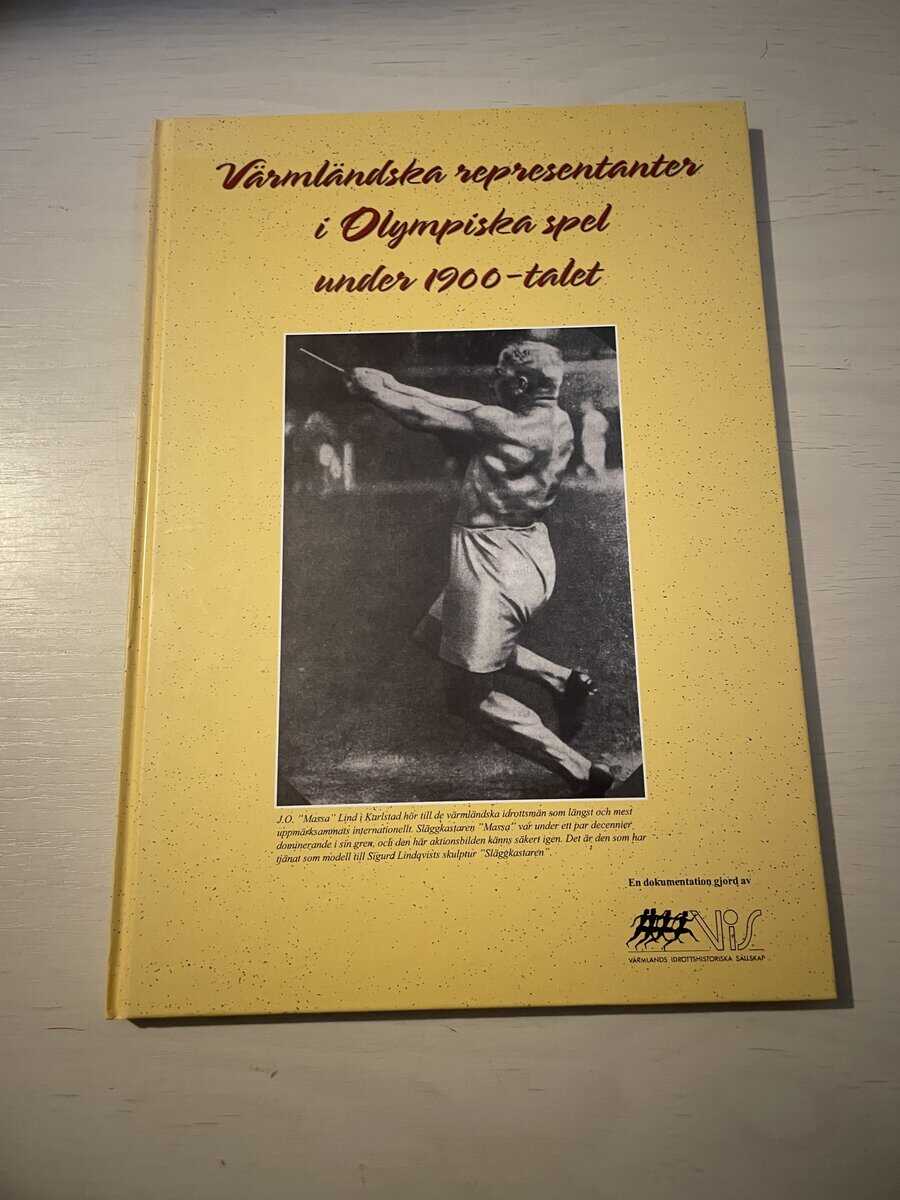 Värmländska representanter
i Olympiska spel
under 1900-talet
J.O. "Massa" Lind i Karlstad hör till de värmländska idrottsmän som längst och mest
uppmärksammats internationellt. Släggkastaren "Massa" var under ett par decennier
dominerande i sin gren, och den här aktionsbilden känns säkert igen. Det är den som har
tjänat som modell till Sigurd Lindqvists skulptur "Släggkastaren".
En dokumentation gjord av
VIS
VÄRMLANDS IDROTTSHISTORISKA SÄLLSKAP